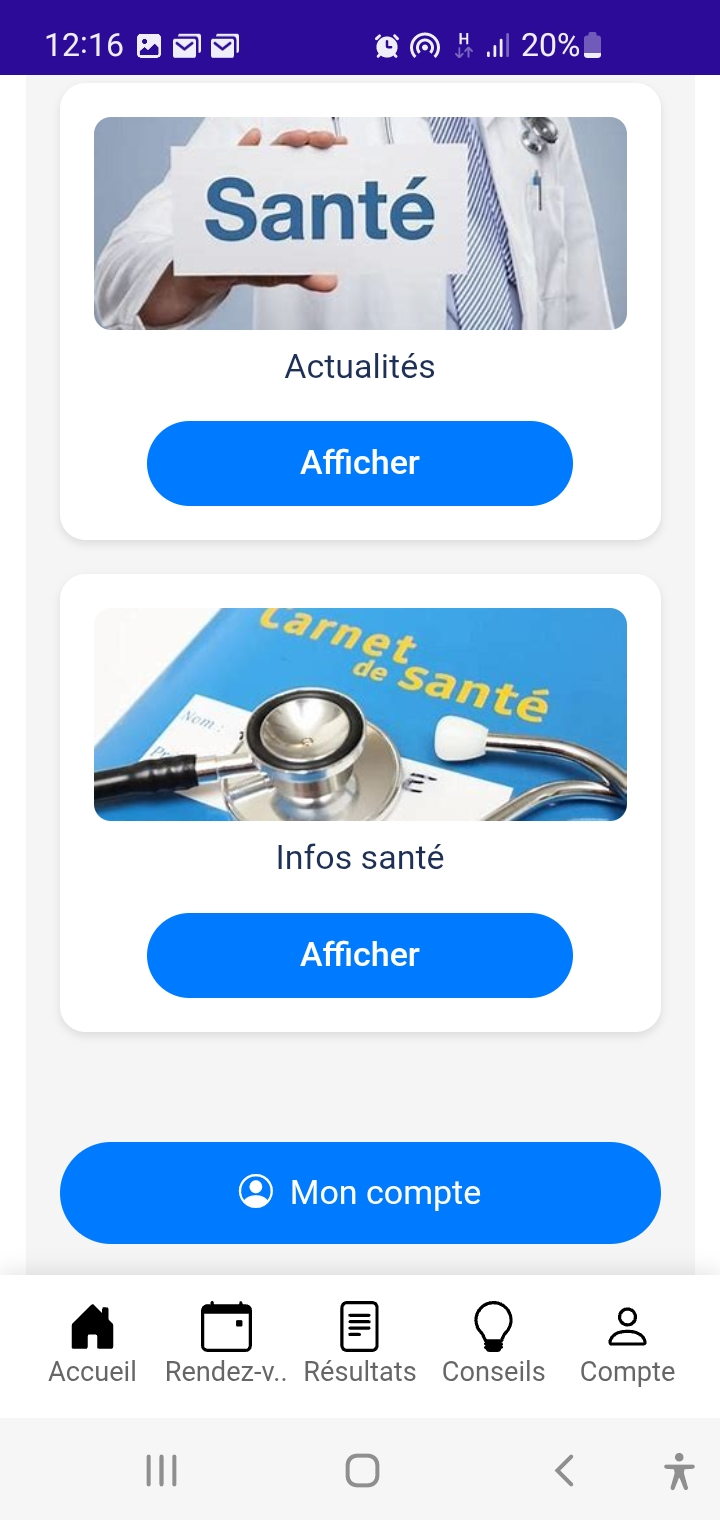 12:16 H 20%
Santé
Actualités
Afficher
Carnet
de santé
Nom :
Infos santé
Afficher
Mon compte
Accueil Rendez-v.. Résultats Conseils Compte